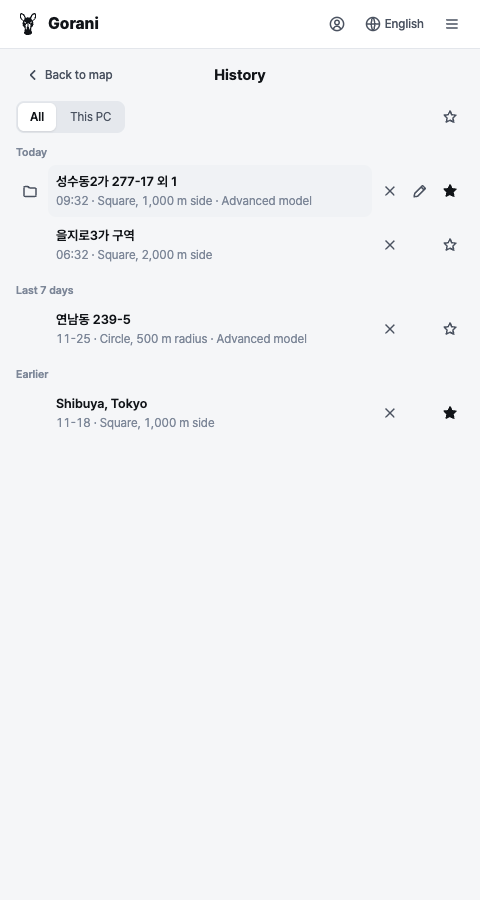 Gorani
English
Back to map
History
All
This PC
Today
성수동2가 277-17 외 1
09:32 · Square, 1,000 m side · Advanced model
을지로3가 구역
06:32 · Square, 2,000 m side
Last 7 days
연남동 239-5
11-25 · Circle, 500 m radius · Advanced model
Earlier
Shibuya, Tokyo
11-18 · Square, 1,000 m side